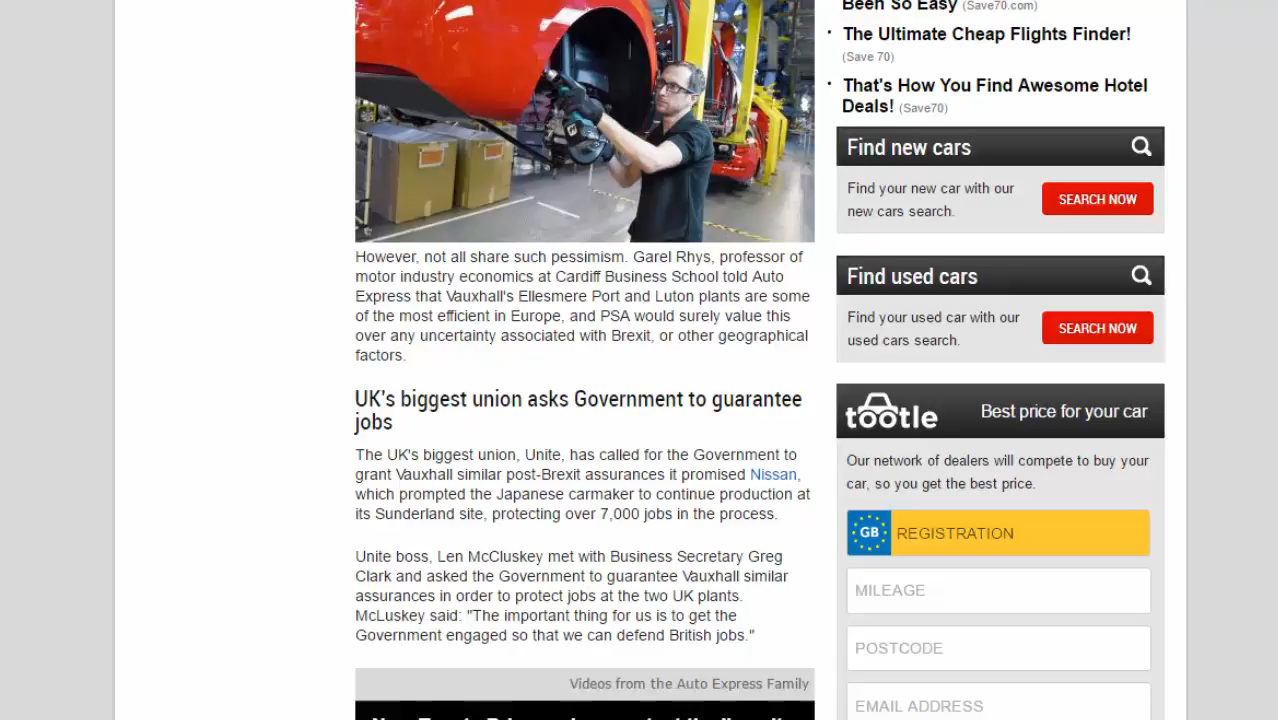 However, not all share such pessimism. Garel Rhys, professor of
motor industry economics at Cardiff Business School told Auto
Express that Vauxhall's Ellesmere Port and Luton plants are some
of the most efficient in Europe, and PSA would surely value this
over any uncertainty associated with Brexit, or other geographical
factors.
UK's biggest union asks Government to guarantee
jobs
The UK's biggest union, Unite, has called for the Government to
grant Vauxhall similar post-Brexit assurances it promised Nissan,
which prompted the Japanese carmaker to continue production at
its Sunderland site, protecting over 7,000 jobs in the process.
Unite boss, Len McCluskey met with Business Secretary Greg
Clark and asked the Government to guarantee Vauxhall similar
assurances in order to protect jobs at the two UK plants.
McLuskey said: "The important thing for us is to get the
Government engaged so that we can defend British jobs."
Videos from the Auto Express Family
Been So Easy (Save70.com)
The Ultimate Cheap Flights Finder!
(Save 70)
That's How You Find Awesome Hotel
Deals! (Save70)
Find new cars
Find your new car with our
new cars search.
SEARCH NOW
Find used cars
Find your used car with our
used cars search.
SEARCH NOW
tootle Best price for your car
Our network of dealers will compete to buy your
car, so you get the best price.
GB REGISTRATION
MILEAGE
POSTCODE
EMAIL ADDRESS